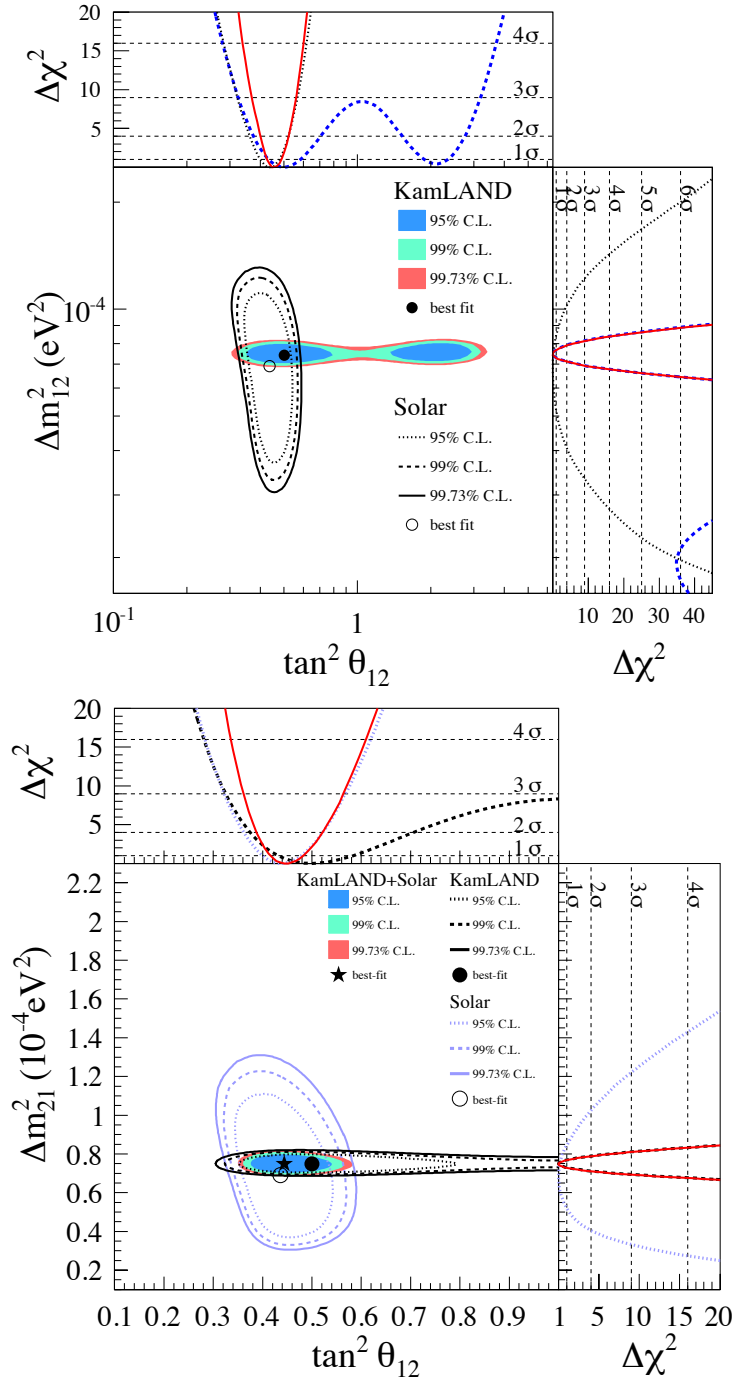 20
15
10
5
Δχ²
4σ
3σ
2σ
1σ
KamLAND
95% C.L.
99% C.L.
99.73% C.L.
best fit
Solar
95% C.L.
99% C.L.
99.73% C.L.
best fit
Δm²₁₂ (eV²)
10⁻⁴
1σ
2σ
3σ
4σ
5σ
6σ
10⁻¹
1
10 20 30 40
tan² θ₁₂
Δχ²
20
15
10
5
Δχ²
4σ
3σ
2σ
1σ
KamLAND+Solar
95% C.L.
99% C.L.
99.73% C.L.
best-fit
KamLAND
95% C.L.
99% C.L.
99.73% C.L.
best-fit
Solar
95% C.L.
99% C.L.
99.73% C.L.
best-fit
1σ
2σ
3σ
4σ
Δm²₂₁ (10⁻⁴eV²)
2.2
2
1.8
1.6
1.4
1.2
1
0.8
0.6
0.4
0.2
0.1 0.2 0.3 0.4 0.5 0.6 0.7 0.8 0.9
1 5 10 15 20
tan² θ₁₂
Δχ²